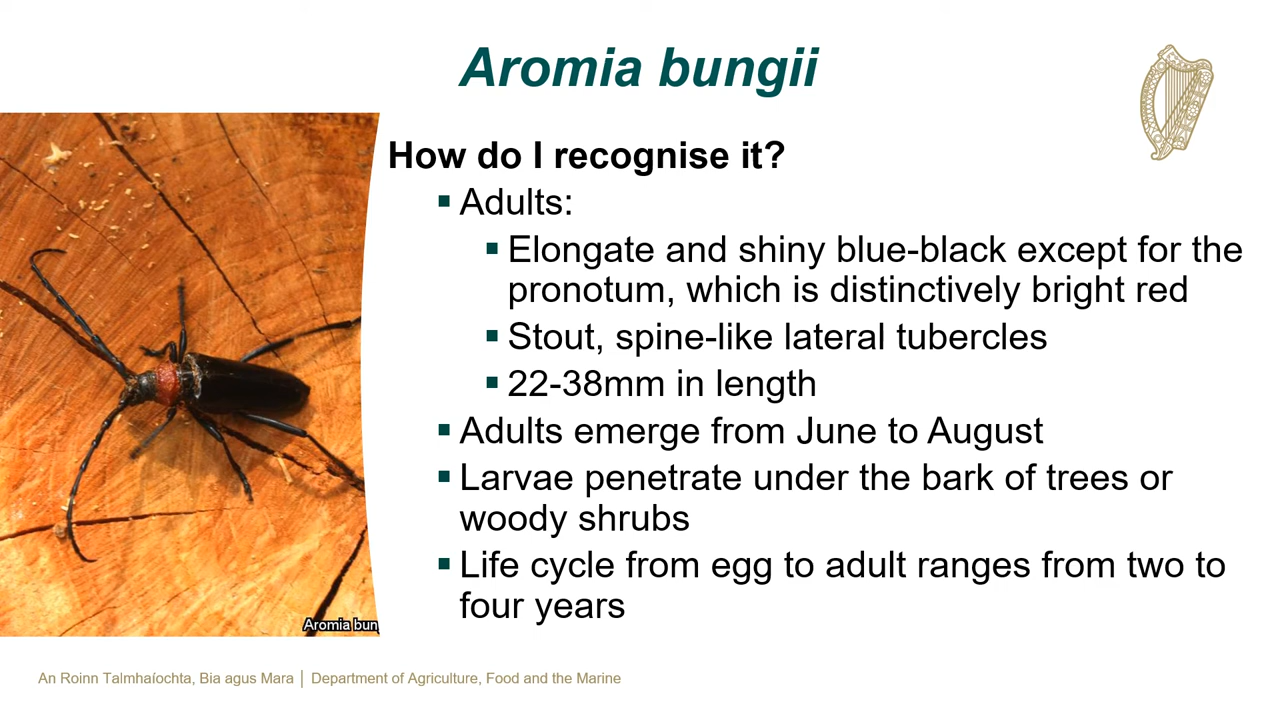 Aromia bungii
How do I recognise it?
Adults:
Elongate and shiny blue-black except for the
pronotum, which is distinctively bright red
Stout, spine-like lateral tubercles
22-38mm in length
Adults emerge from June to August
Larvae penetrate under the bark of trees or
woody shrubs
Life cycle from egg to adult ranges from two to
four years
Aromia bun
An Roinn Talmhaíochta, Bia agus Mara | Department of Agriculture, Food and the Marine